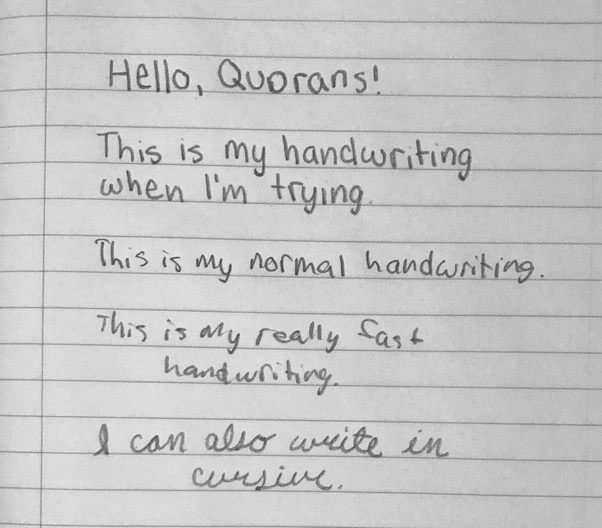 Hello, Quorans!
This is my handwriting
when I'm trying.
This is my normal handwriting.
This is my really fast
handwriting.
I can also write in
cursive.